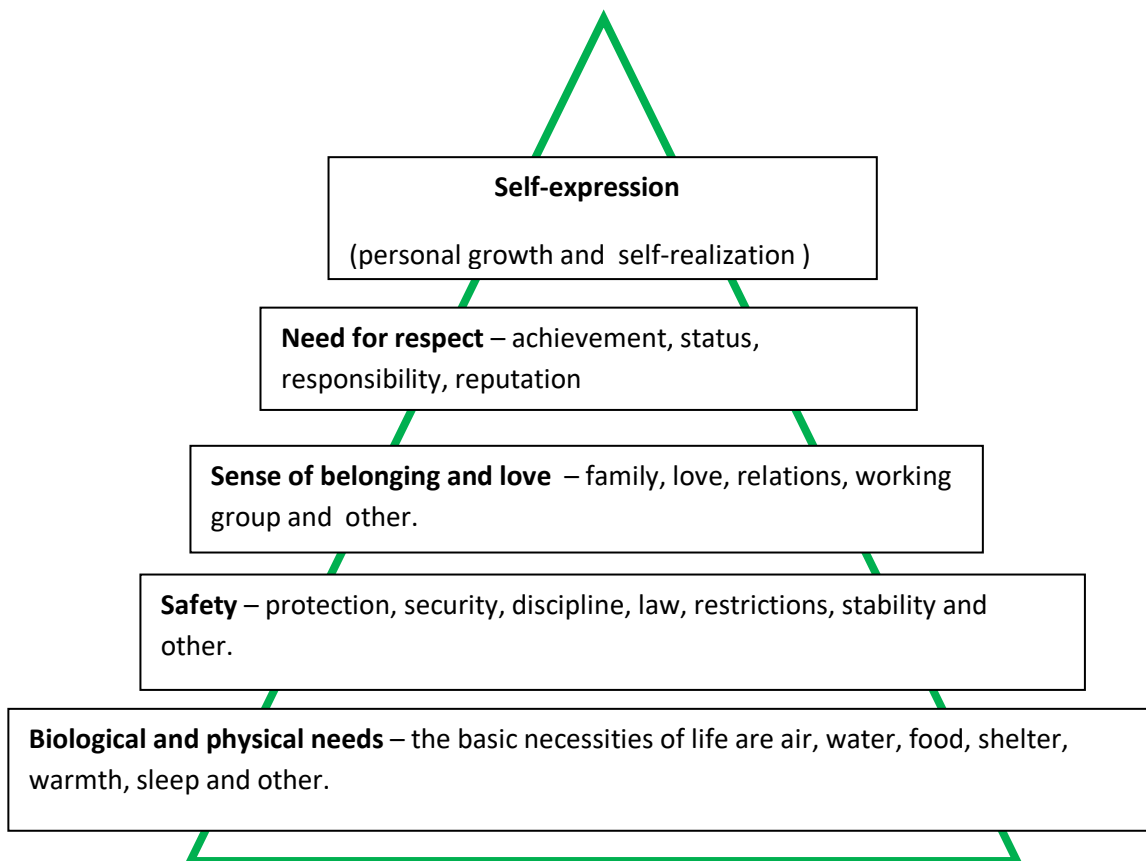 Self-expression
(personal growth and  self-realization )
Need for respect – achievement, status,
responsibility, reputation
Sense of belonging and love  – family, love, relations, working
group and  other.
Safety – protection, security, discipline, law, restrictions, stability and
other.
Biological and physical needs – the basic necessities of life are air, water, food, shelter,
warmth, sleep and other.